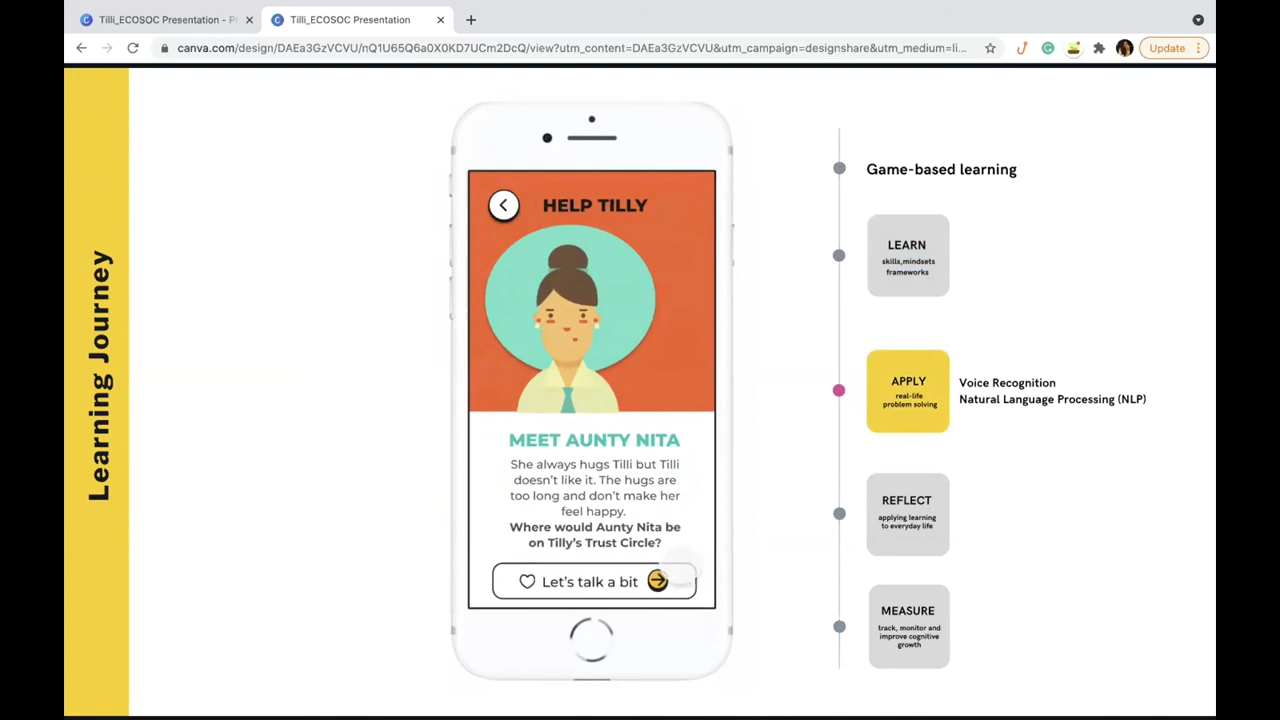 Tilli_ECOSOC Presentation - Pr
Tilli_ECOSOC Presentation
canva.com/design/DAEa3GzVCVU/nQ1U65Q6a0X0KD7UCm2DcQ/view?utm_content=DAEa3GzVCVU&utm_campaign=designshare&utm_medium=li...
Update
Learning Journey
HELP TILLY
MEET AUNTY NITA
She always hugs Tilli but Tilli
doesn't like it. The hugs are
too long and don't make her
feel happy.
Where would Aunty Nita be
on Tilly's Trust Circle?
Let's talk a bit
Game-based learning
LEARN
skills,mindsets
frameworks
APPLY
real-life
problem solving
Voice Recognition
Natural Language Processing (NLP)
REFLECT
applying learning
to everyday life
MEASURE
track, monitor and
improve cognitive
growth